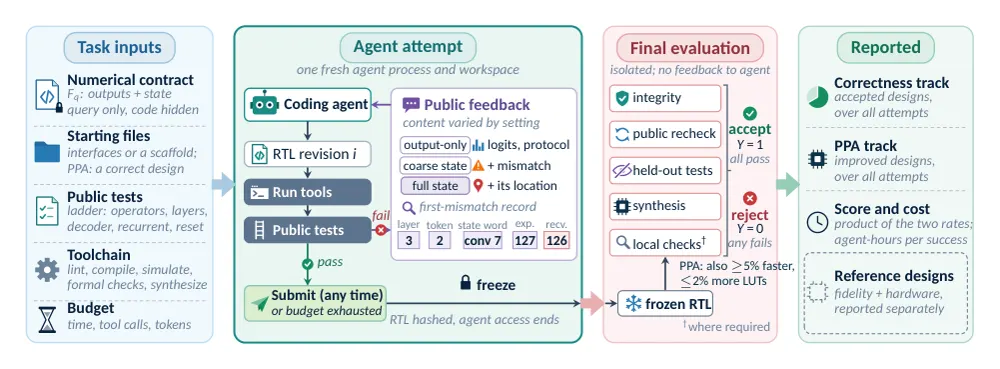 Task inputs
Numerical contract
F_q: outputs + state
query only, code hidden
Starting files
interfaces or a scaffold;
PPA: a correct design
Public tests
ladder: operators, layers,
decoder, recurrent, reset
Toolchain
lint, compile, simulate,
formal checks, synthesize
Budget
time, tool calls, tokens
Agent attempt
one fresh agent process and workspace
Coding agent
RTL revision i
Run tools
Public tests
fail
pass
Submit (any time)
or budget exhausted
Public feedback
content varied by setting
output-only logits, protocol
coarse state + mismatch
full state + its location
first-mismatch record
layer token state word exp. recv.
3 2 conv 7 127 126
freeze
RTL hashed, agent access ends
Final evaluation
isolated; no feedback to agent
integrity
public recheck
held-out tests
synthesis
local checks†
accept
Y = 1
all pass
reject
Y = 0
any fails
PPA: also ≥5% faster,
≤2% more LUTs
frozen RTL
†where required
Reported
Correctness track
accepted designs,
over all attempts
PPA track
improved designs,
over all attempts
Score and cost
product of the two rates;
agent-hours per success
Reference designs
fidelity + hardware,
reported separately